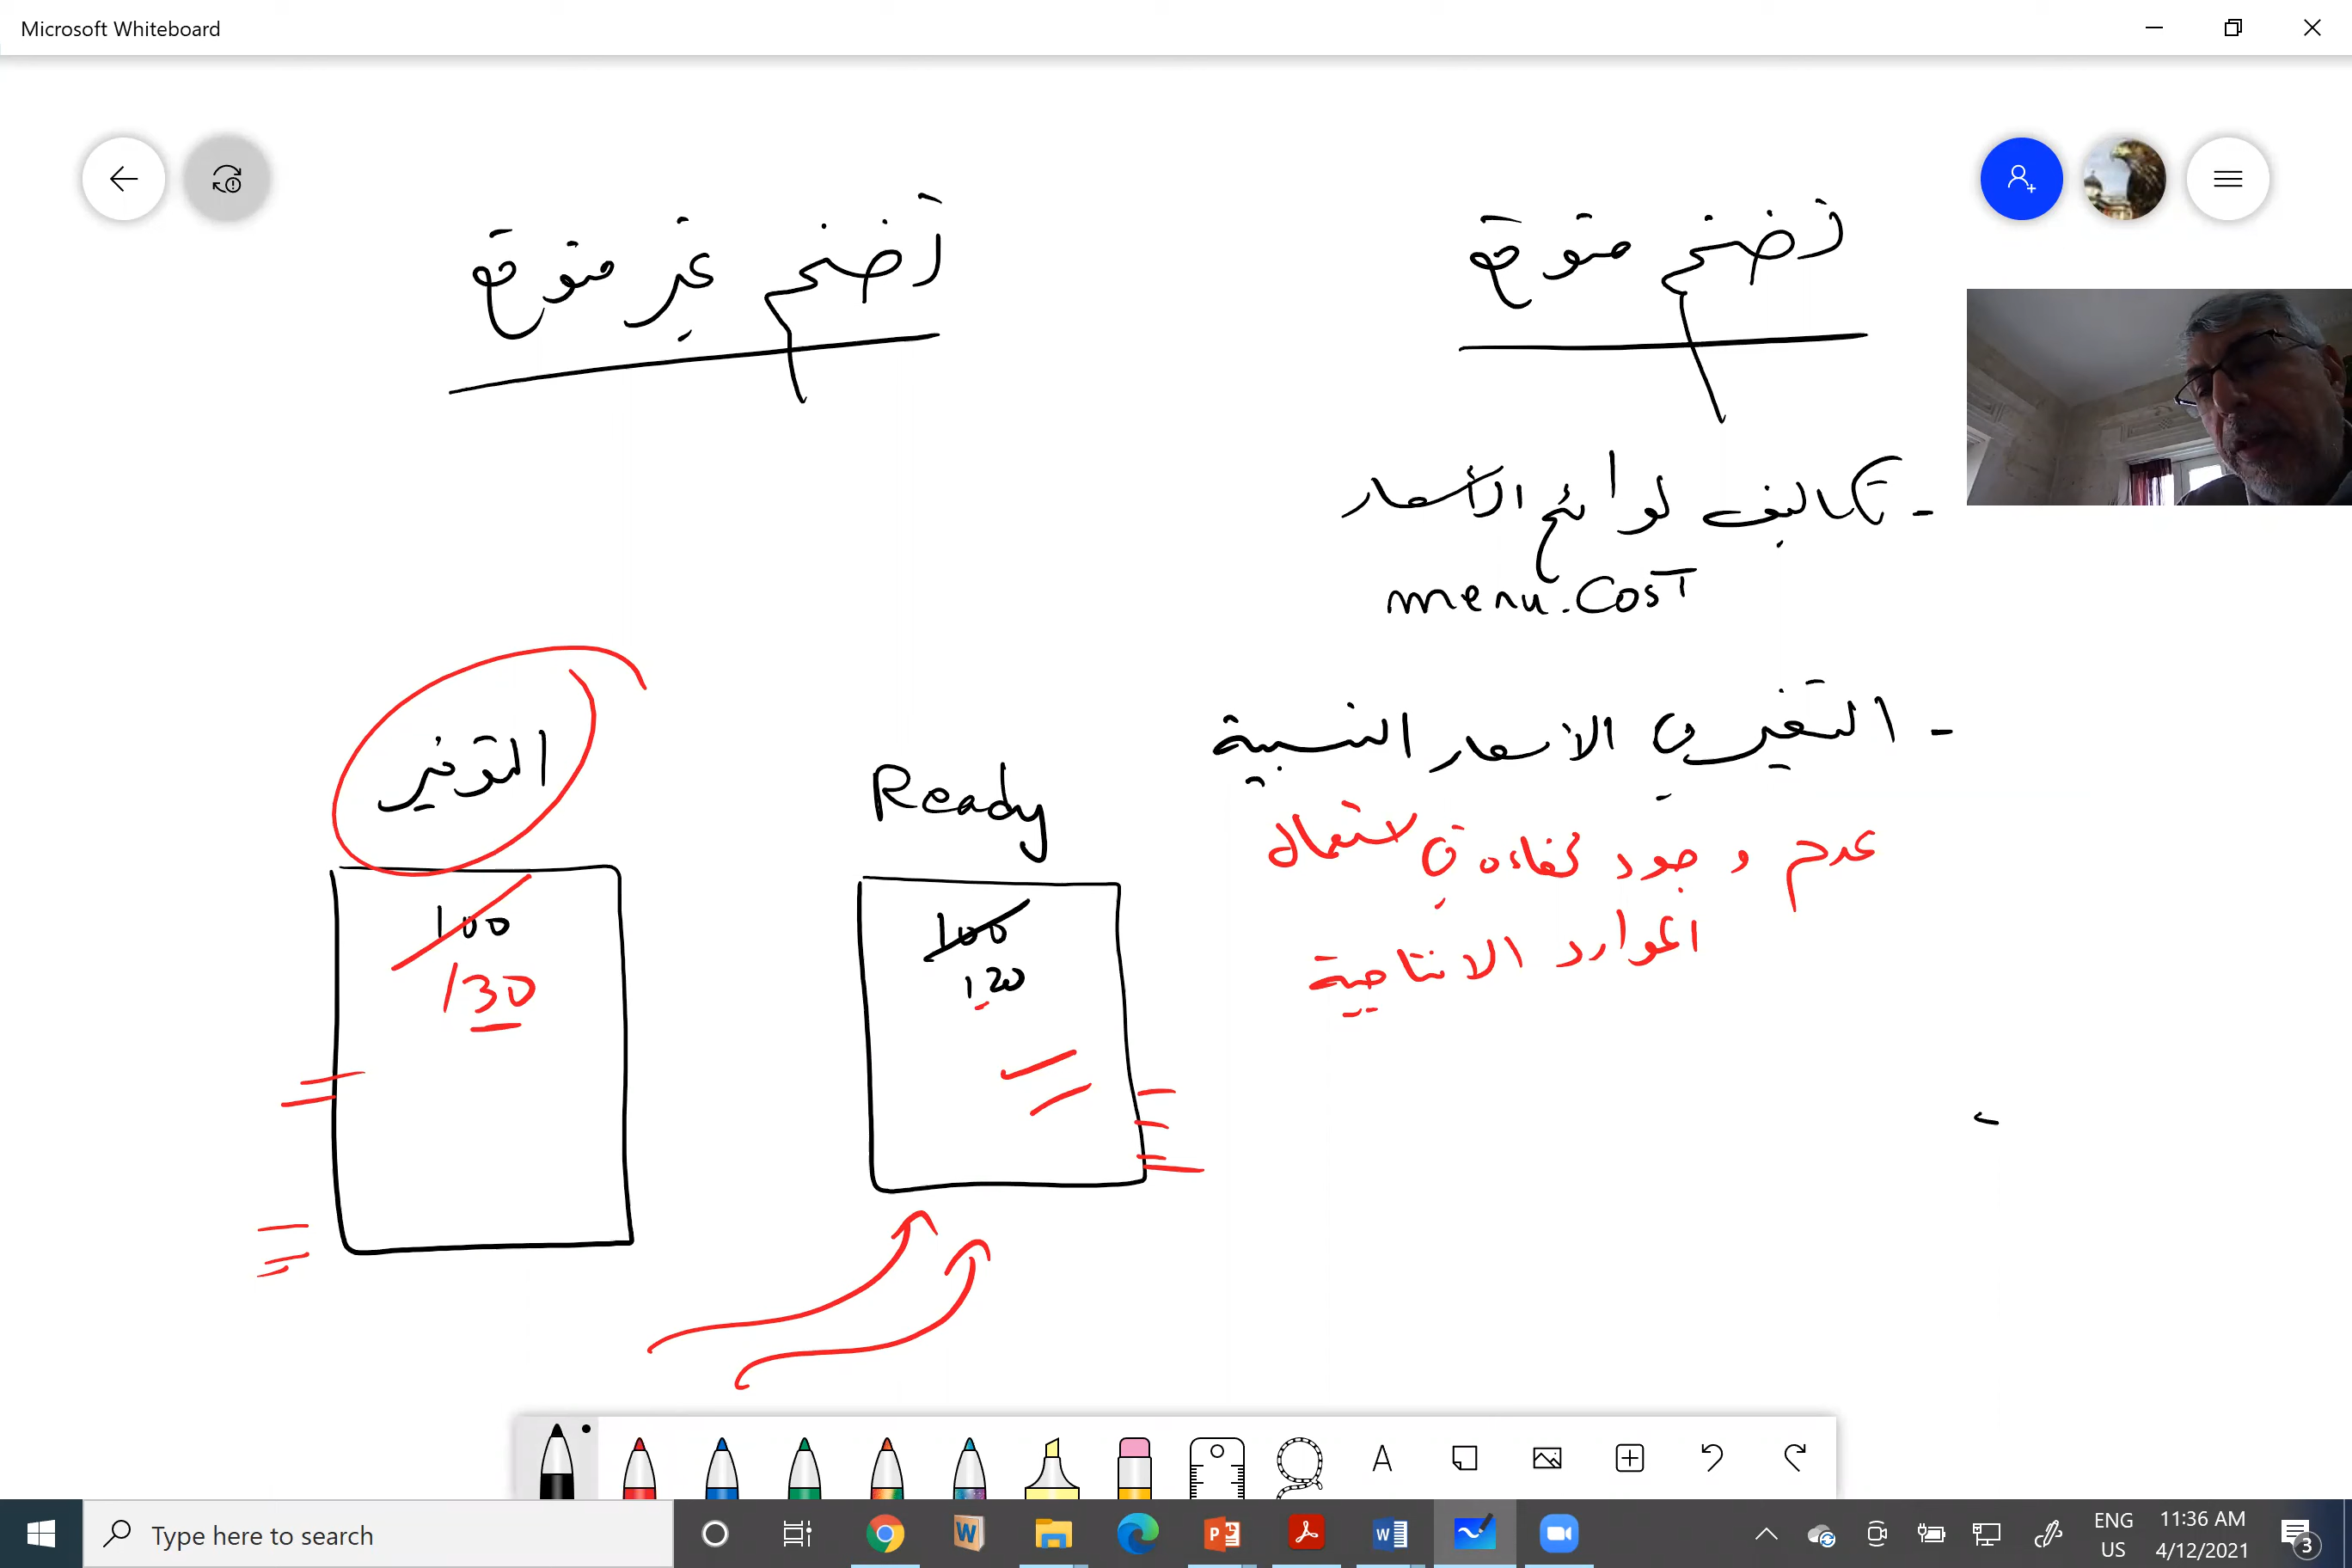 Microsoft Whiteboard
تضخم متوقع
تضخم غير متوقع
- تكاليف لوائح الأسعار
menu.Cost
- التغير في الاسعار النسبية
عدم وجود كفاءة في استعمال
الموارد الانتاجية
Ready
100
120
التوفير
100
130
-
A
Type here to search
ENG
US
11:36 AM
4/12/2021
3